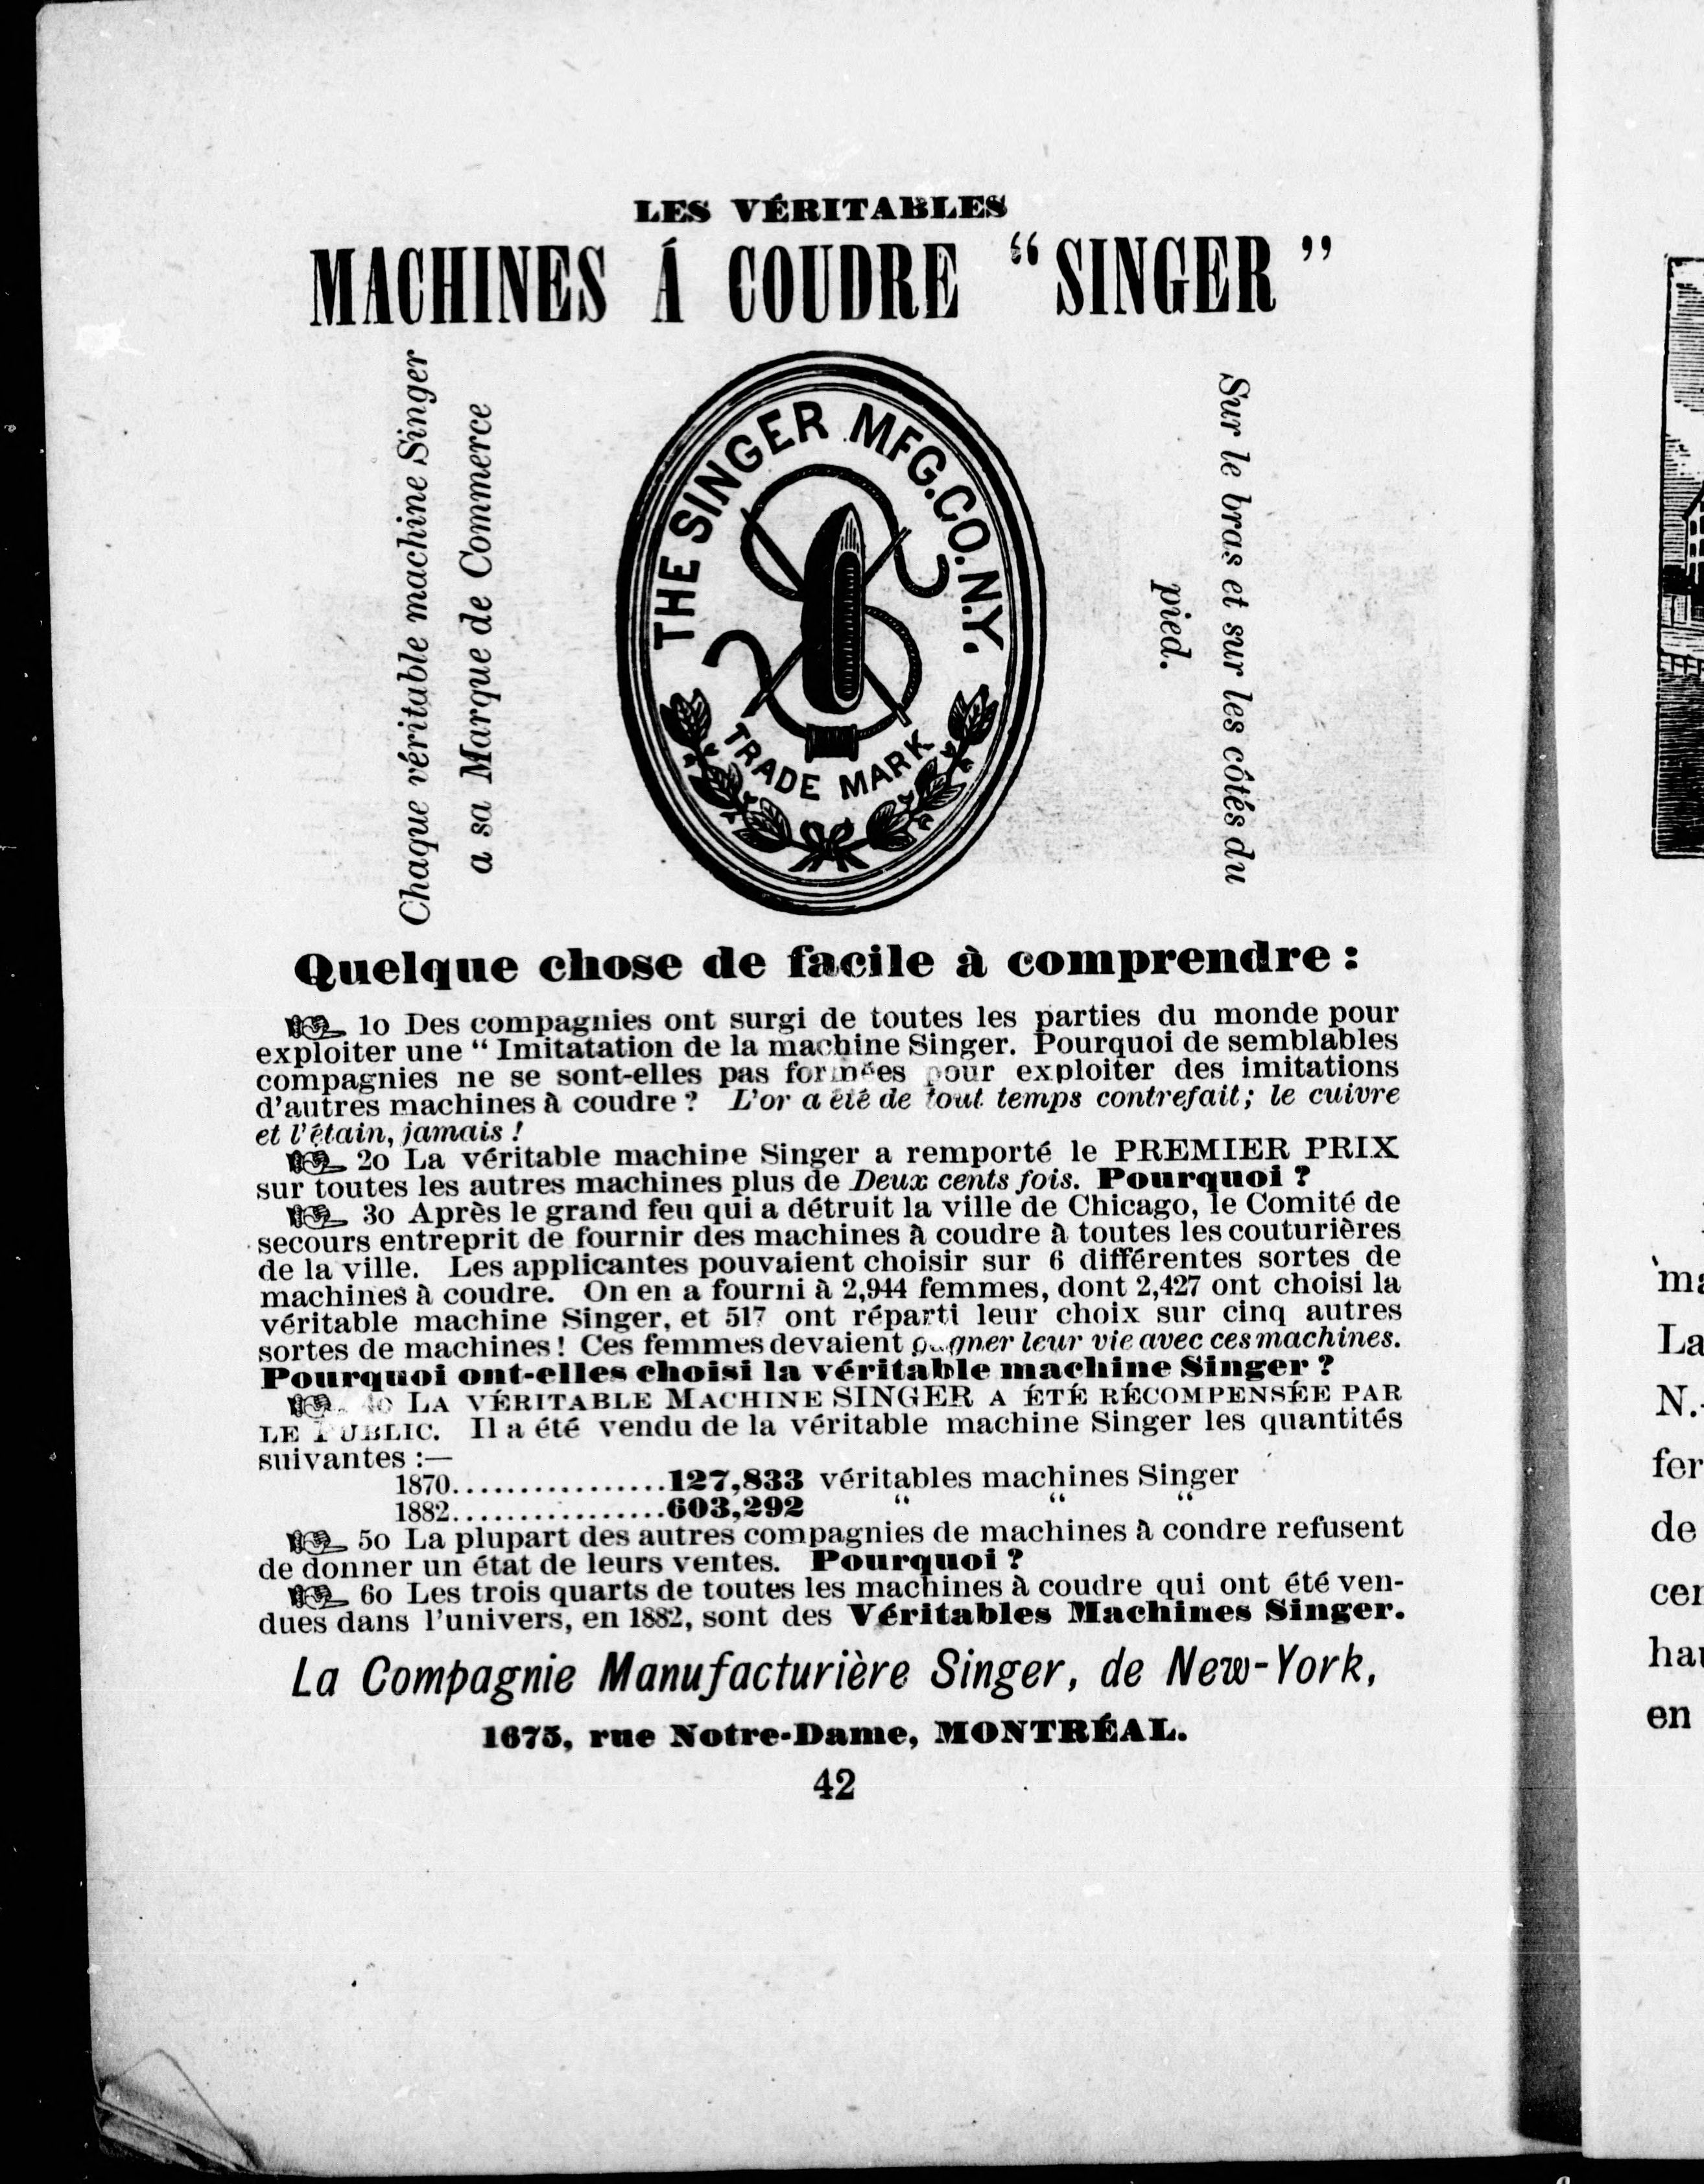 LES VÉRITABLES
MACHINES Á COUDRE "SINGER"
Chaque véritable machine Singer
a sa Marque de Commerce
THE SINGER MFG. CO. N.Y.
TRADE MARK
Sur le bras et sur les côtés du
pied.
Quelque chose de facile à comprendre :
1o Des compagnies ont surgi de toutes les parties du monde pour
exploiter une " Imitatation de la machine Singer. Pourquoi de semblables
compagnies ne se sont-elles pas formées pour exploiter des imitations
d'autres machines à coudre ? L'or a été de tout temps contrefait; le cuivre
et l'étain, jamais !
2o La véritable machine Singer a remporté le PREMIER PRIX
sur toutes les autres machines plus de Deux cents fois. Pourquoi ?
3o Après le grand feu qui a détruit la ville de Chicago, le Comité de
secours entreprit de fournir des machines à coudre à toutes les couturières
de la ville. Les applicantes pouvaient choisir sur 6 différentes sortes de
machines à coudre. On en a fourni à 2,944 femmes, dont 2,427 ont choisi la
véritable machine Singer, et 517 ont réparti leur choix sur cinq autres
sortes de machines ! Ces femmes devaient gagner leur vie avec ces machines.
Pourquoi ont-elles choisi la véritable machine Singer ?
4o LA VÉRITABLE MACHINE SINGER A ÉTÉ RÉCOMPENSÉE PAR
LE PUBLIC. Il a été vendu de la véritable machine Singer les quantités
suivantes :—
1870................127,833 véritables machines Singer
1882................603,292 " " "
5o La plupart des autres compagnies de machines à condre refusent
de donner un état de leurs ventes. Pourquoi ?
6o Les trois quarts de toutes les machines à coudre qui ont été ven-
dues dans l'univers, en 1882, sont des Véritables Machines Singer.
La Compagnie Manufacturière Singer, de New-York,
1675, rue Notre-Dame, MONTRÉAL.
42
La
N.
de
en